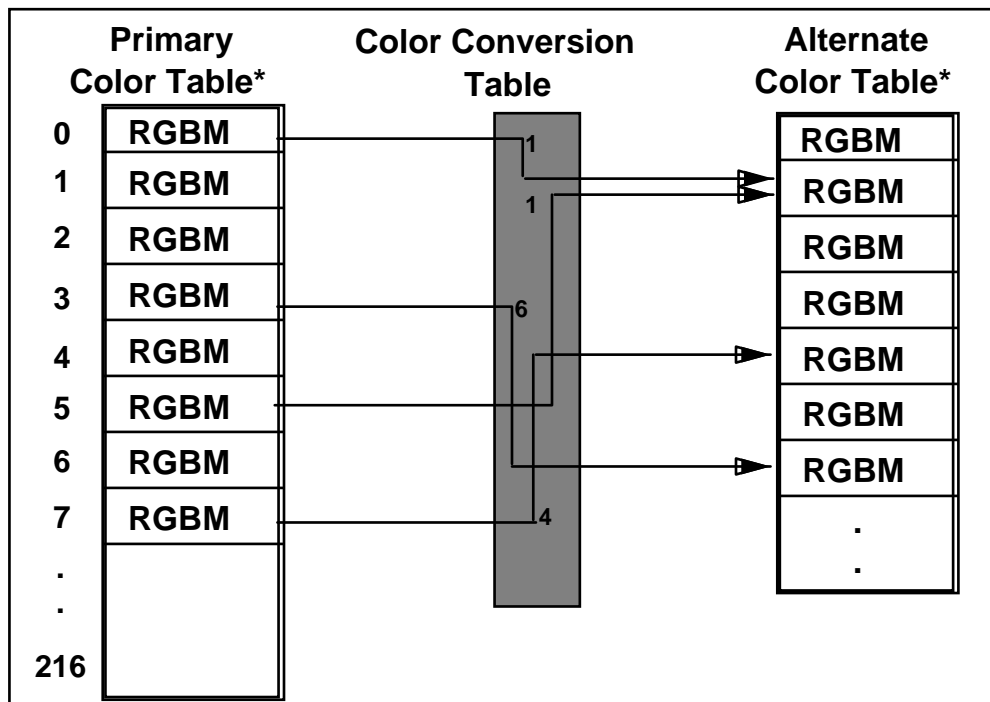 Primary
Color Table*
Color Conversion
Table
Alternate
Color Table*
0 RGBM 1 RGBM
1 RGBM 1 RGBM
2 RGBM RGBM
3 RGBM 6 RGBM
4 RGBM RGBM
5 RGBM RGBM
6 RGBM RGBM
7 RGBM 4 .
. .
.
216